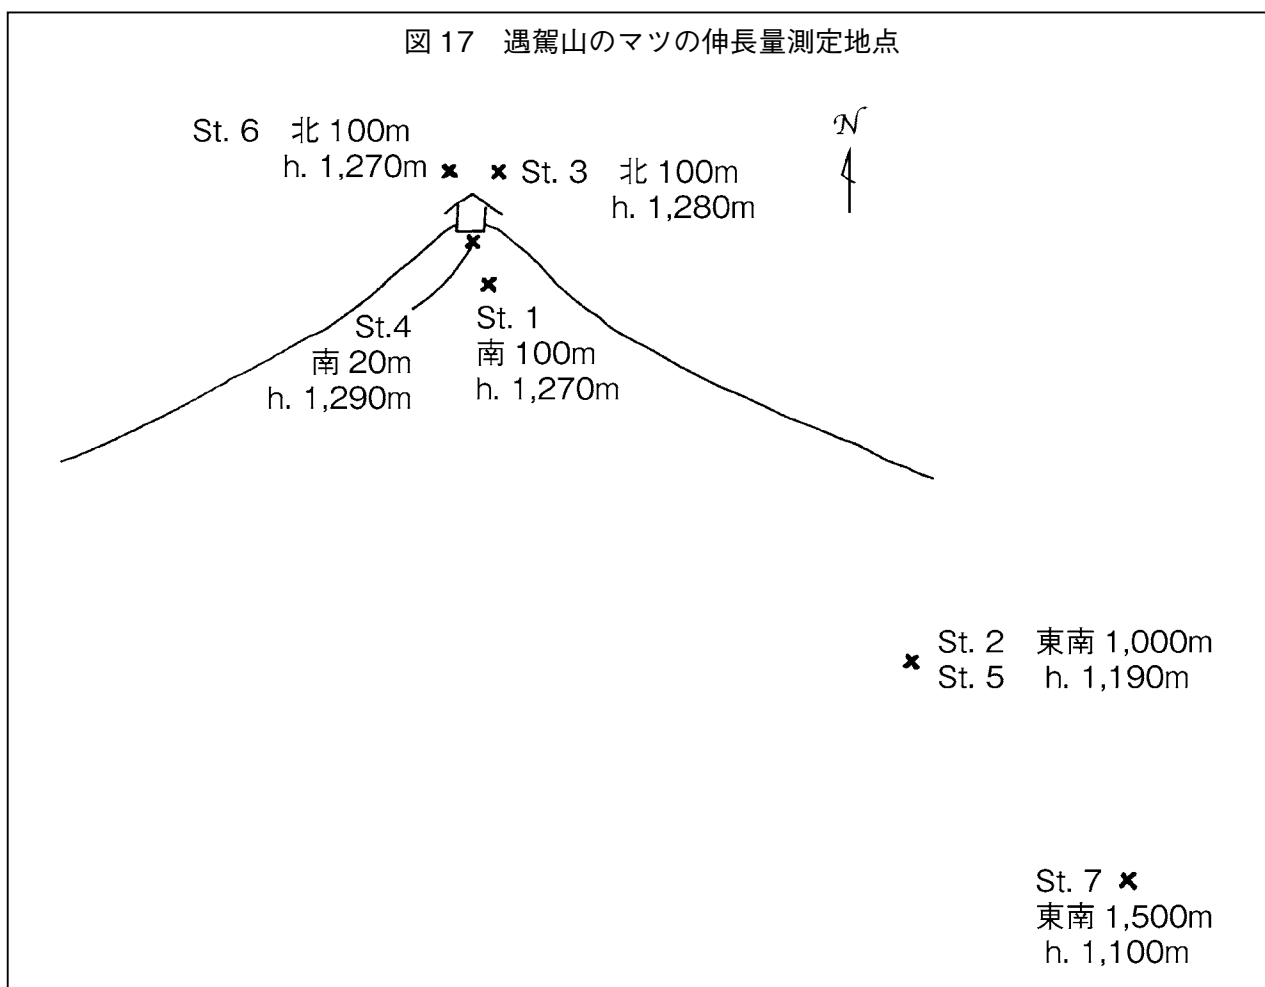 図 17　遇駕山のマツの伸長量測定地点
N
St. 6　北 100m
h. 1,270m
St. 3　北 100m
h. 1,280m
St.4
南 20m
h. 1,290m
St. 1
南 100m
h. 1,270m
St. 2　東南 1,000m
St. 5　h. 1,190m
St. 7
東南 1,500m
h. 1,100m